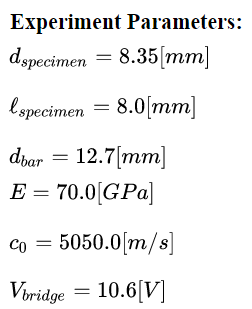 Experiment Parameters:
d_specimen = 8.35[mm]
ℓ_specimen = 8.0[mm]
d_bar = 12.7[mm]
E = 70.0[GPa]
c_0 = 5050.0[m/s]
V_bridge = 10.6[V]